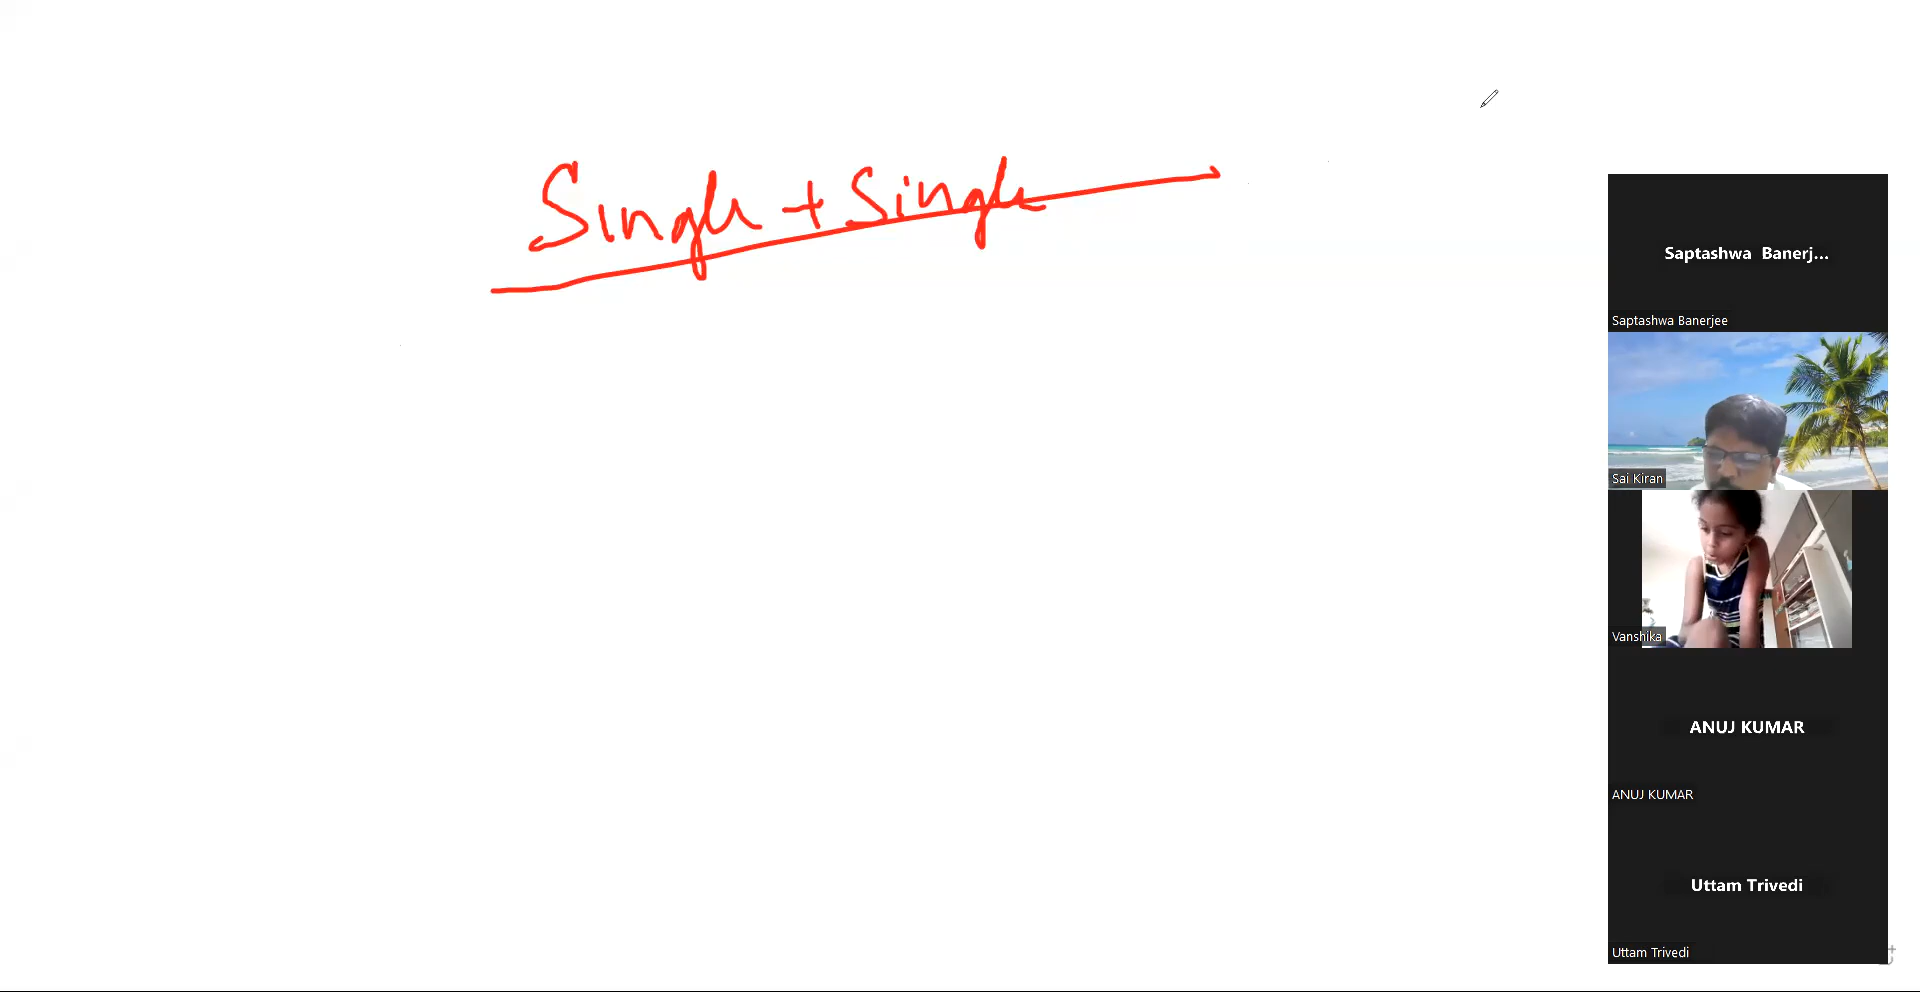 Single + Single
Saptashwa Banerj...
Saptashwa Banerjee
Sai Kiran
Vanshika
ANUJ KUMAR
ANUJ KUMAR
Uttam Trivedi
Uttam Trivedi